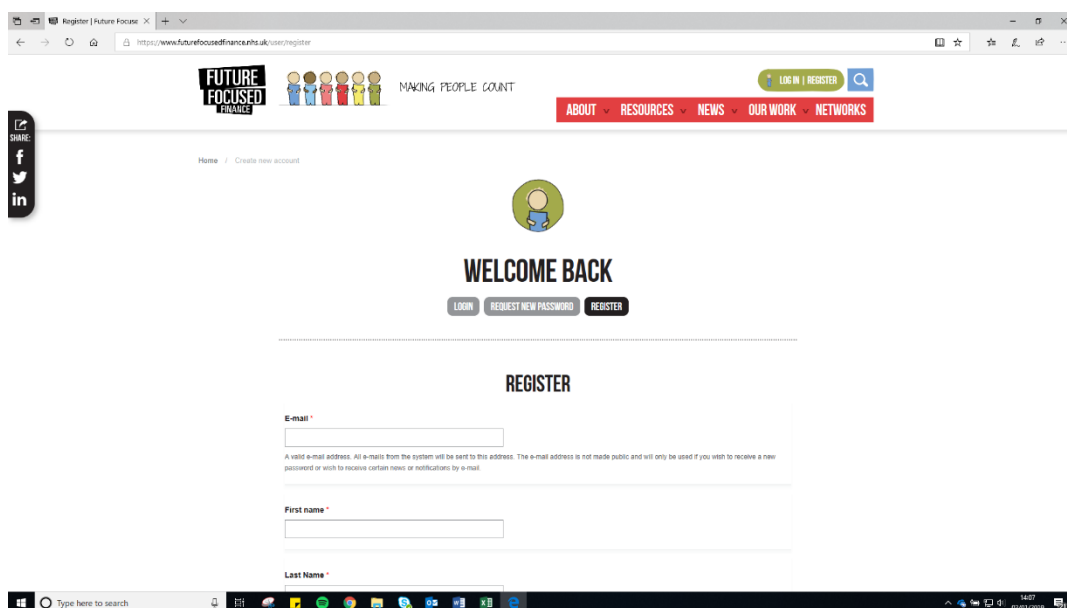 Register | Future Focuse
https://www.futurefocusedfinance.nhs.uk/user/register
FUTURE
FOCUSED
FINANCE
MAKING PEOPLE COUNT
LOG IN | REGISTER
ABOUT RESOURCES NEWS OUR WORK NETWORKS
SHARE:
Home / Create new account
WELCOME BACK
LOGIN REQUEST NEW PASSWORD REGISTER
REGISTER
E-mail *
A valid e-mail address. All e-mails from the system will be sent to this address. The e-mail address is not made public and will only be used if you wish to receive a new
password or wish to receive certain news or notifications by e-mail.
First name *
Last Name *
Type here to search
14:07